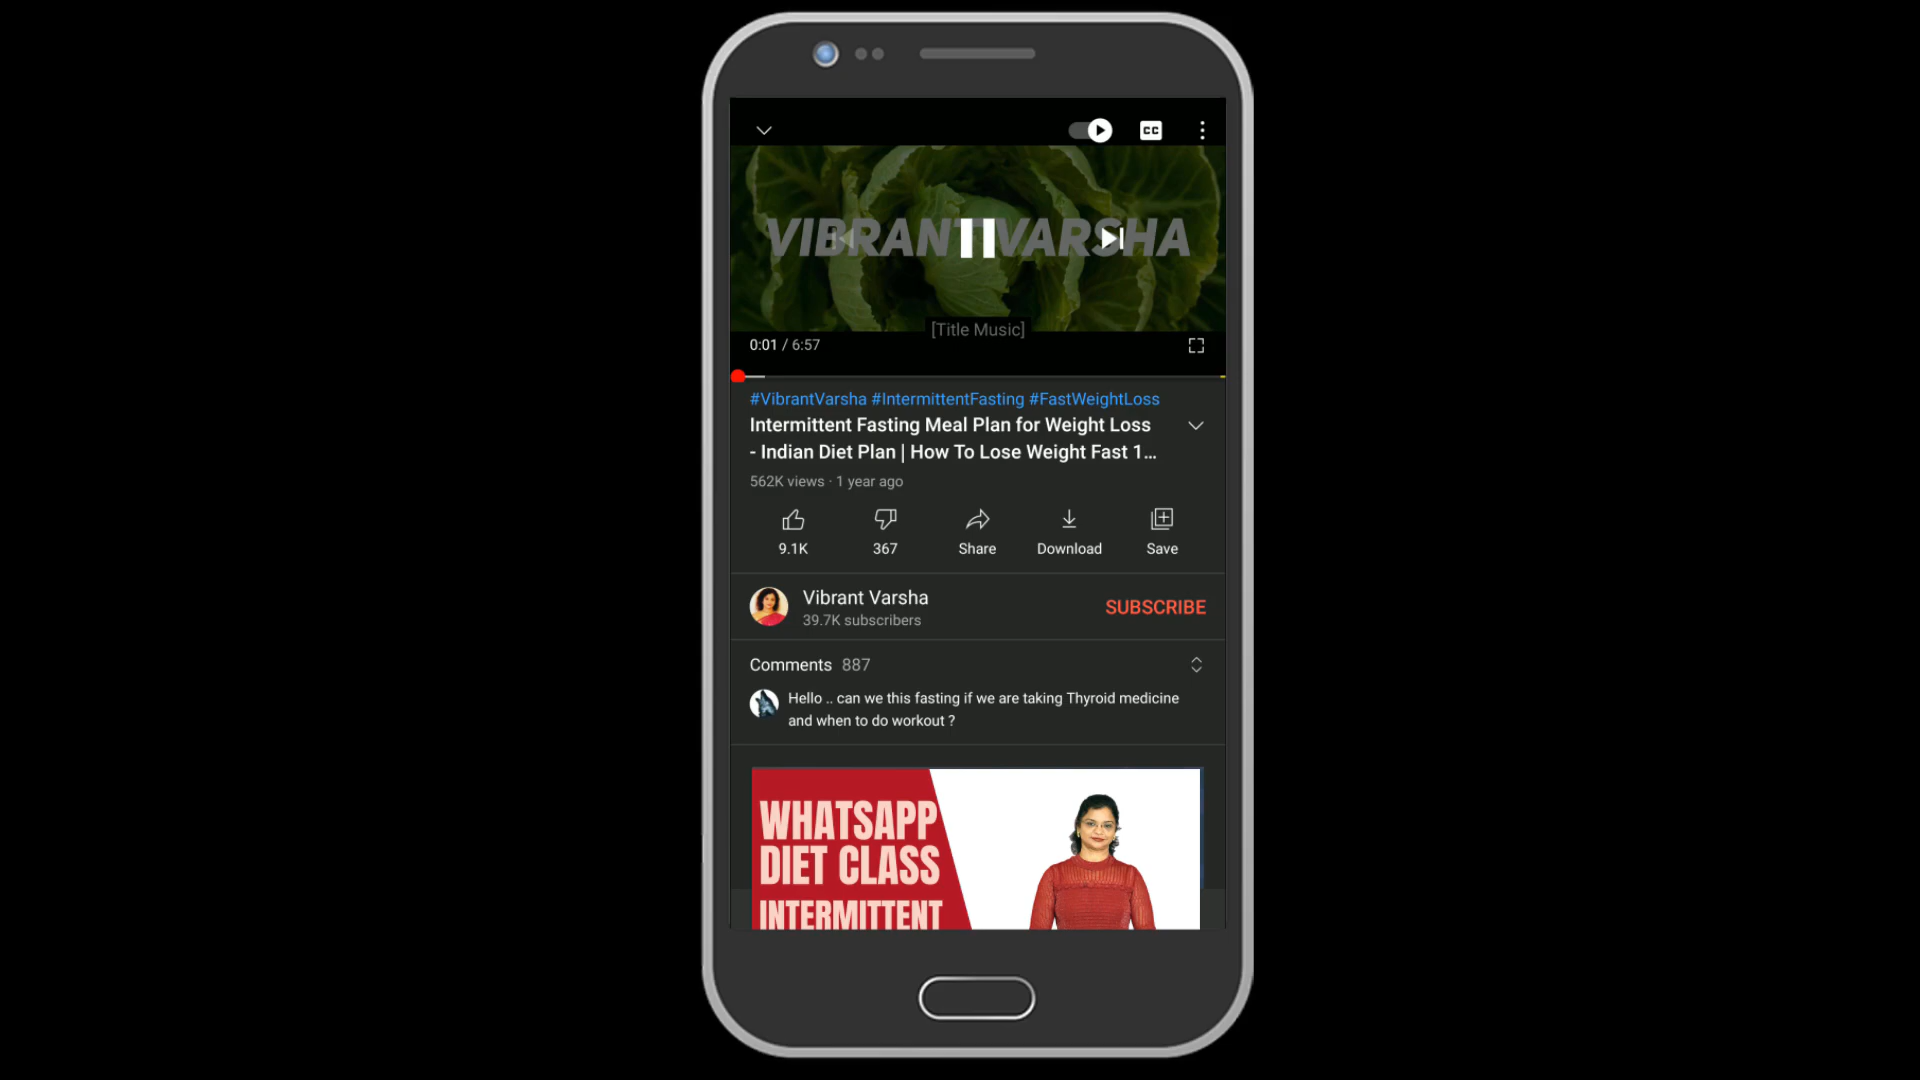 CC
VIBRANT VARSHA
[Title Music]
0:01 / 6:57
#VibrantVarsha #IntermittentFasting #FastWeightLoss
Intermittent Fasting Meal Plan for Weight Loss
- Indian Diet Plan | How To Lose Weight Fast 1...
562K views · 1 year ago
9.1K 367 Share Download Save
Vibrant Varsha
39.7K subscribers
SUBSCRIBE
Comments 887
Hello .. can we this fasting if we are taking Thyroid medicine
and when to do workout ?
WHATSAPP
DIET CLASS
INTERMITTENT